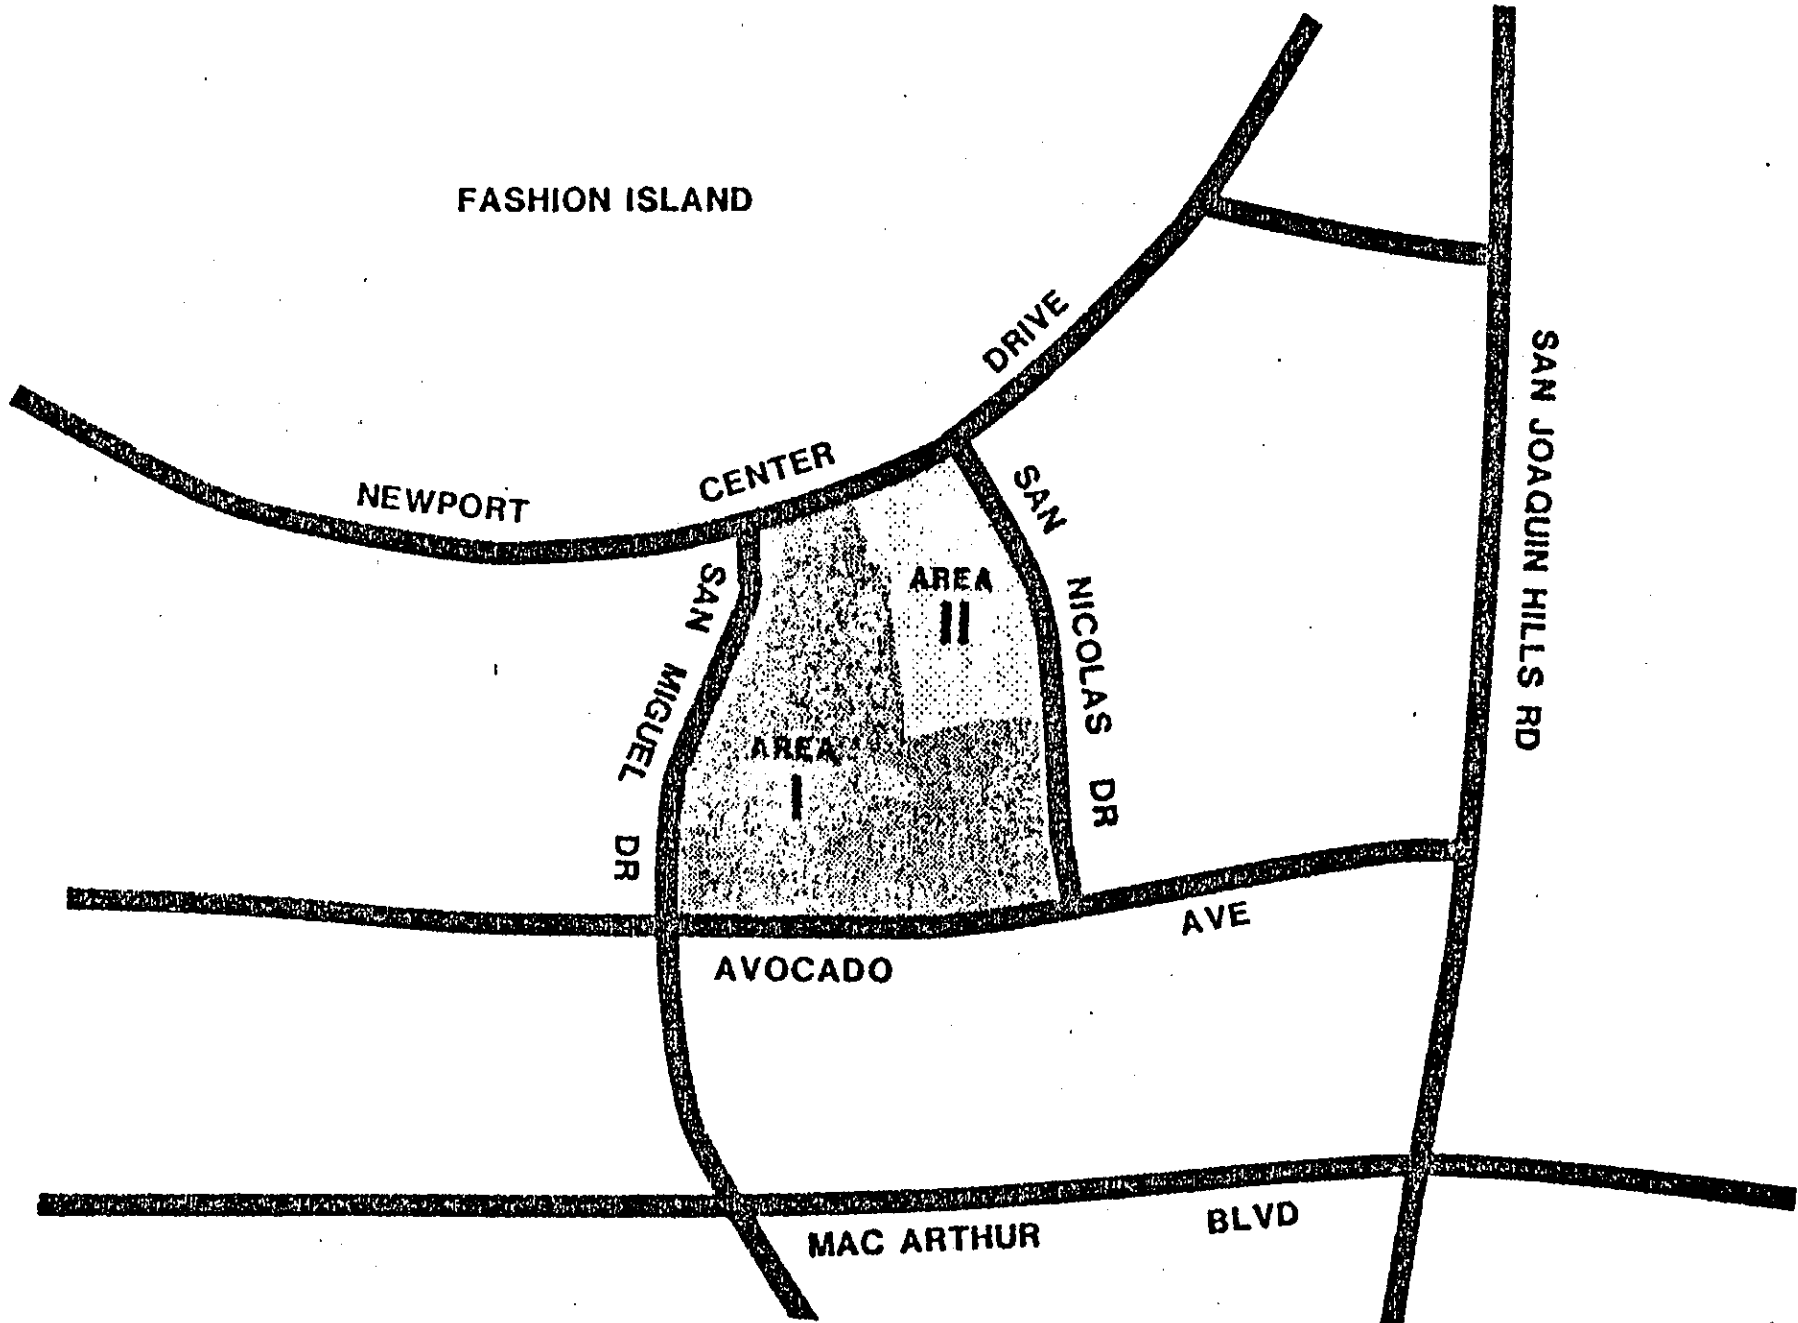 FASHION ISLAND
NEWPORT CENTER DRIVE
SAN JOAQUIN HILLS RD
SAN NICOLAS DR
SAN MIGUEL DR
AREA
II
AREA
I
AVOCADO AVE
MAC ARTHUR BLVD